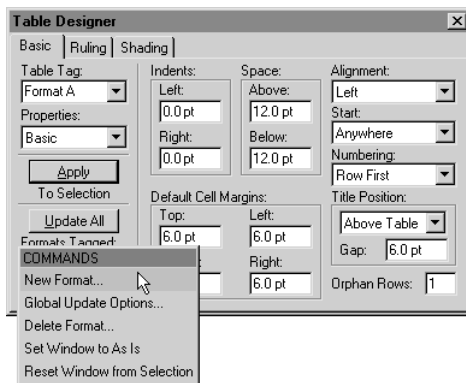 Table Designer
Basic Ruling Shading
Table Tag:
Format A
Properties:
Basic
Apply
To Selection
Update All
Formats Tagged:
Indents:
Left:
0.0 pt
Right:
0.0 pt
Space:
Above:
12.0 pt
Below:
12.0 pt
Default Cell Margins:
Top:
6.0 pt
Left:
6.0 pt
Right:
6.0 pt
Alignment:
Left
Start:
Anywhere
Numbering:
Row First
Title Position:
Above Table
Gap: 6.0 pt
Orphan Rows: 1
COMMANDS
New Format...
Global Update Options...
Delete Format...
Set Window to As Is
Reset Window from Selection